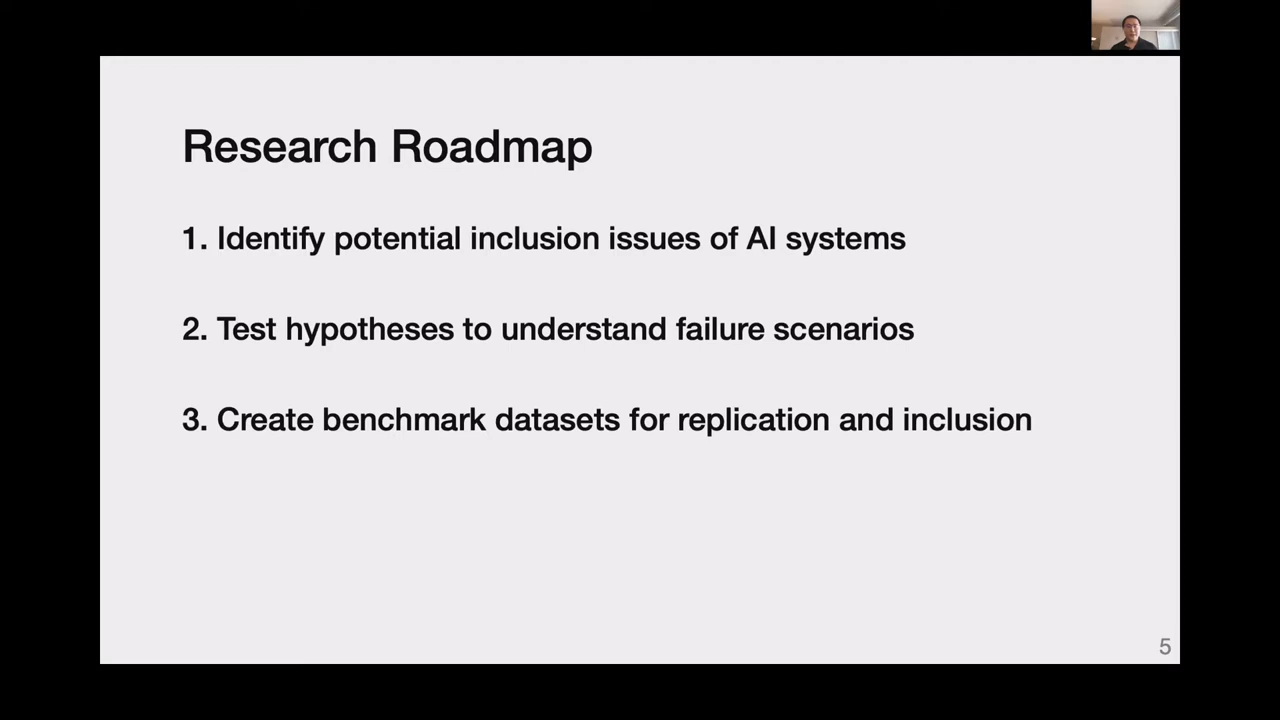 Research Roadmap
1. Identify potential inclusion issues of AI systems
2. Test hypotheses to understand failure scenarios
3. Create benchmark datasets for replication and inclusion
5